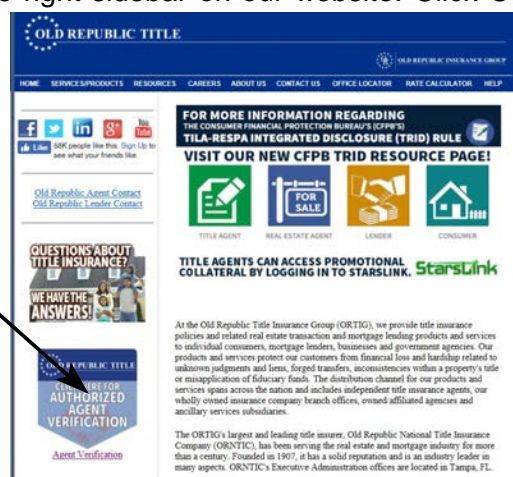 e right sidebar on our website. Click O
OLD REPUBLIC TITLE
OLD REPUBLIC INSURANCE GROUP
HOME SERVICES/PRODUCTS RESOURCES CAREERS ABOUT US CONTACT US OFFICE LOCATOR RATE CALCULATOR HELP
f in g+ You Tube
Like 58K people like this. Sign Up to
see what your friends like.
Old Republic Agent Contact
Old Republic Lender Contact
QUESTIONS ABOUT
TITLE INSURANCE?
WE HAVE THE
ANSWERS!
OLD REPUBLIC TITLE
CLICK HERE FOR
AUTHORIZED
AGENT
VERIFICATION
Agent Verification
FOR MORE INFORMATION REGARDING
THE CONSUMER FINANCIAL PROTECTION BUREAU'S (CFPB'S)
TILA-RESPA INTEGRATED DISCLOSURE (TRID) RULE
VISIT OUR NEW CFPB TRID RESOURCE PAGE!
FOR
SALE
TITLE AGENT REAL ESTATE AGENT LENDER CONSUMER
TITLE AGENTS CAN ACCESS PROMOTIONAL
COLLATERAL BY LOGGING IN TO STARSLINK. StarsLink
At the Old Republic Title Insurance Group (ORTIG), we provide title insurance
policies and related real estate transaction and mortgage lending products and services
to individual consumers, mortgage lenders, businesses and government agencies. Our
products and services protect our customers from financial loss and hardship related to
unknown judgments and liens, forged transfers, inconsistencies within a property's title
or misapplication of fiduciary funds. The distribution channel for our products and
services spans across the nation and includes independent title insurance agents, our
wholly owned insurance company branch offices, owned affiliated agencies and
ancillary services subsidiaries.
The ORTIG's largest and leading title insurer, Old Republic National Title Insurance
Company (ORNTIC), has been serving the real estate and mortgage industry for more
than a century. Founded in 1907, it has a solid reputation and is an industry leader in
many aspects. ORNTIC's Executive Administration offices are located in Tampa, FL.